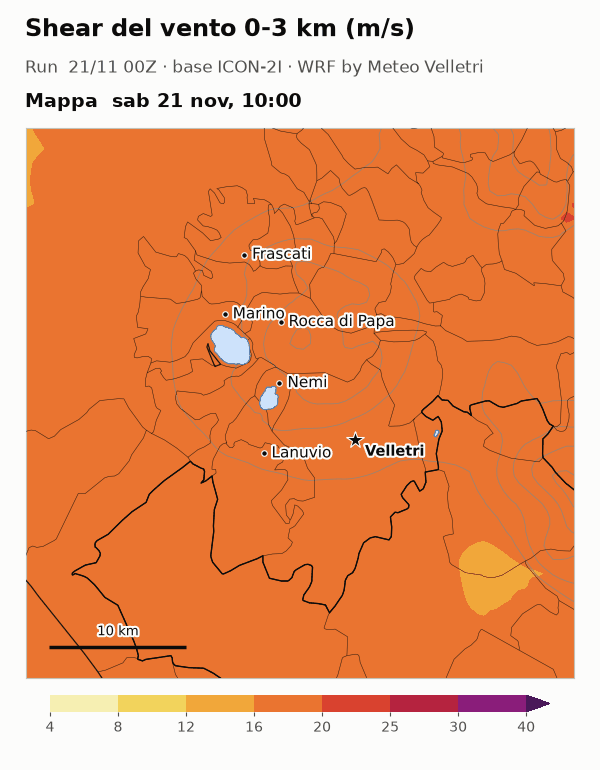 Shear del vento 0-3 km (m/s)
Run  21/11 00Z · base ICON-2I · WRF by Meteo Velletri
Mappa  sab 21 nov, 10:00
Frascati
Marino
Rocca di Papa
Nemi
Velletri
Lanuvio
10 km
4 8 12 16 20 25 30 40